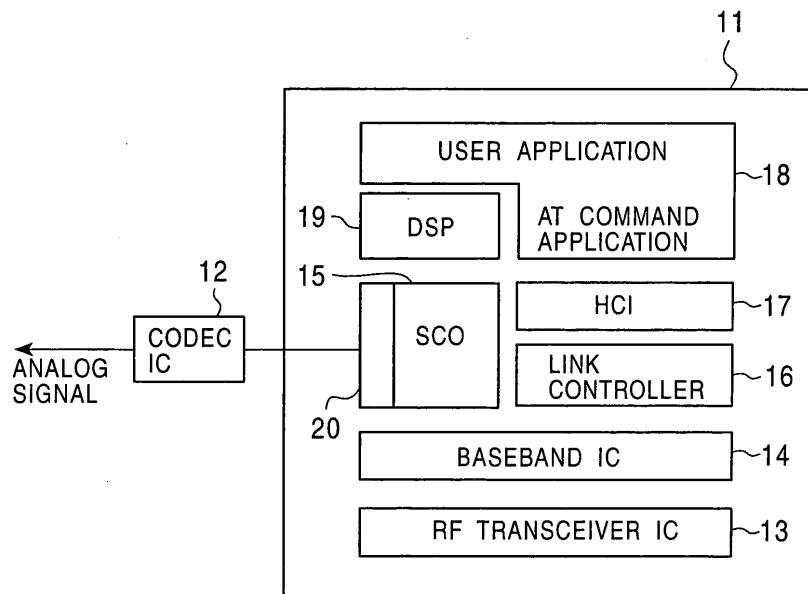 11
USER APPLICATION
18
AT COMMAND
APPLICATION
19
DSP
12
15
CODEC
IC
SCO
HCI
17
ANALOG
SIGNAL
LINK
CONTROLLER
16
20
BASEBAND IC
14
RF TRANSCEIVER IC
13